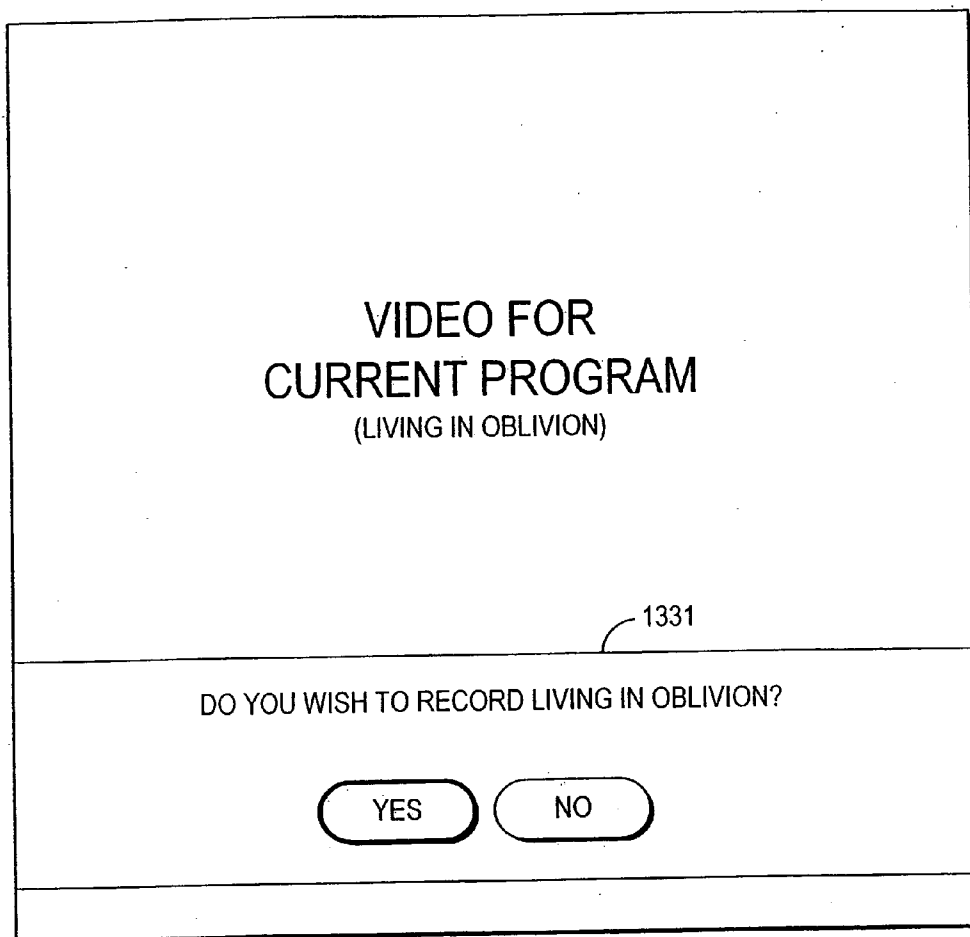 VIDEO FOR
CURRENT PROGRAM
(LIVING IN OBLIVION)
1331
DO YOU WISH TO RECORD LIVING IN OBLIVION?
YES NO